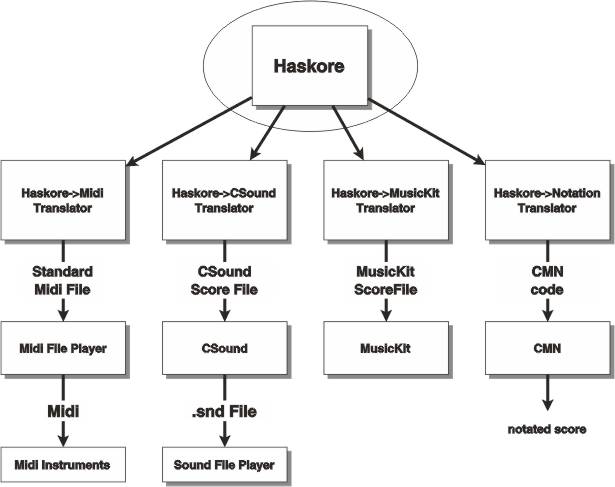 Haskore
Haskore->Midi
Translator
Haskore->CSound
Translator
Haskore->MusicKit
Translator
Haskore->Notation
Translator
Standard
Midi File
CSound
Score File
MusicKit
ScoreFile
CMN
code
Midi File Player
CSound
MusicKit
CMN
Midi
.snd File
notated score
Midi Instruments
Sound File Player